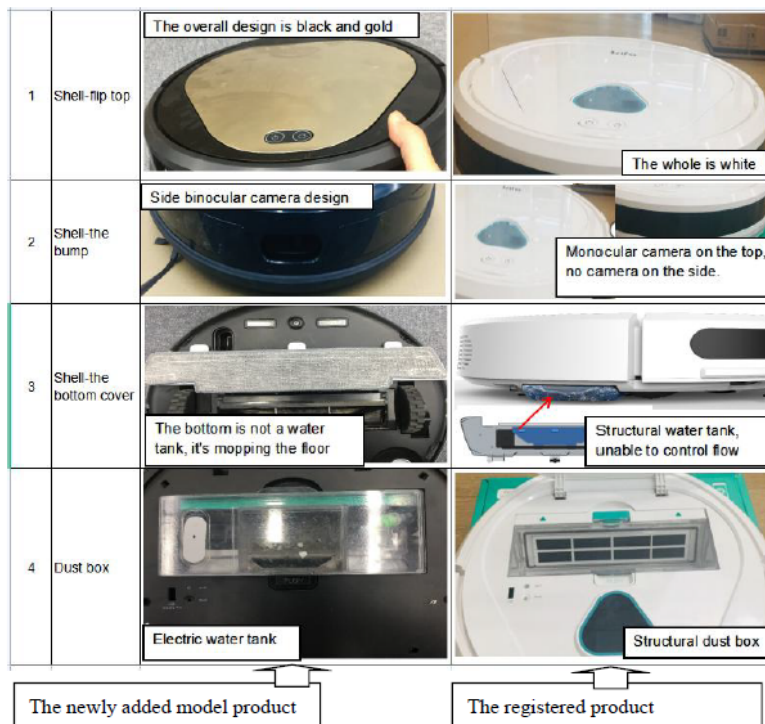 The overall design is black and gold
1
Shell-flip top
The whole is white
Side binocular camera design
2
Shell-the
bump
Monocular camera on the top,
no camera on the side.
3
Shell-the
bottom cover
The bottom is not a water
tank, it's mopping the floor
Structural water tank,
unable to control flow
4
Dust box
Electric water tank
Structural dust box
The newly added model product
The registered product